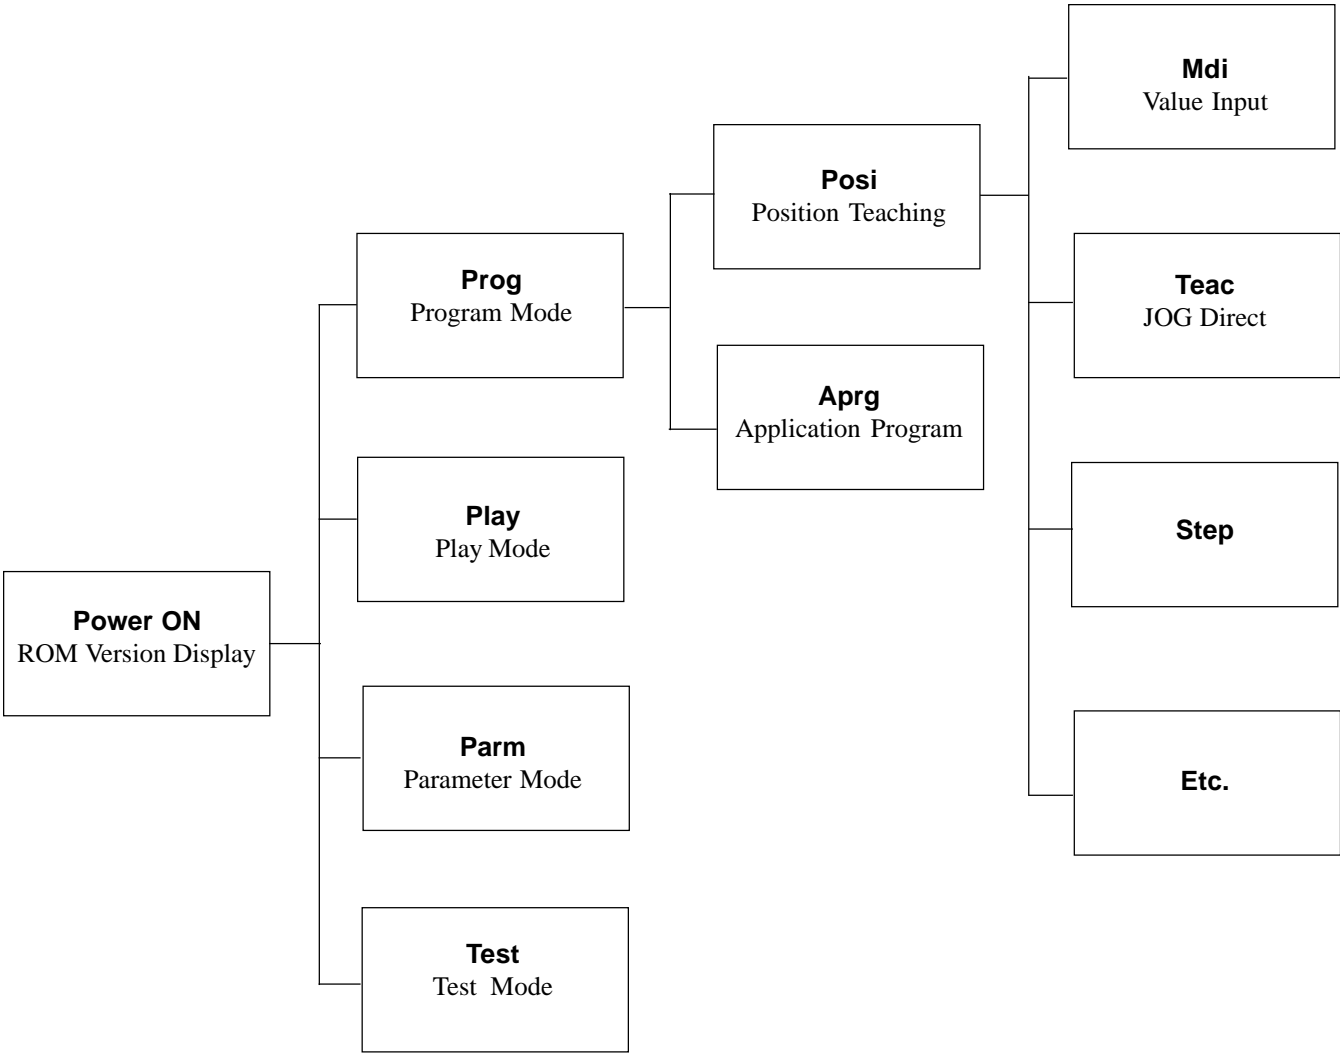 Power ON
ROM Version Display
Prog
Program Mode
Play
Play Mode
Parm
Parameter Mode
Test
Test Mode
Posi
Position Teaching
Aprg
Application Program
Mdi
Value Input
Teac
JOG Direct
Step
Etc.